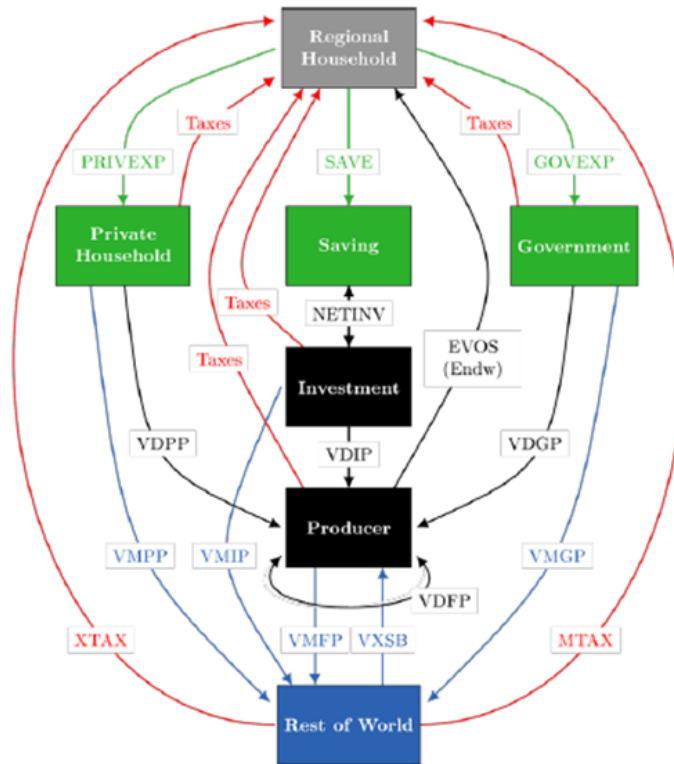 Regional
Household
Taxes
Taxes
PRIVEXP
SAVE
GOVEXP
Private
Household
Saving
Government
NETINV
Taxes
EVOS
(Endw)
Taxes
Investment
VDPP
VDIP
VDGP
Producer
VMPP
VMIP
VMGP
VDFP
XTAX
VMFP
VXSB
MTAX
Rest of World